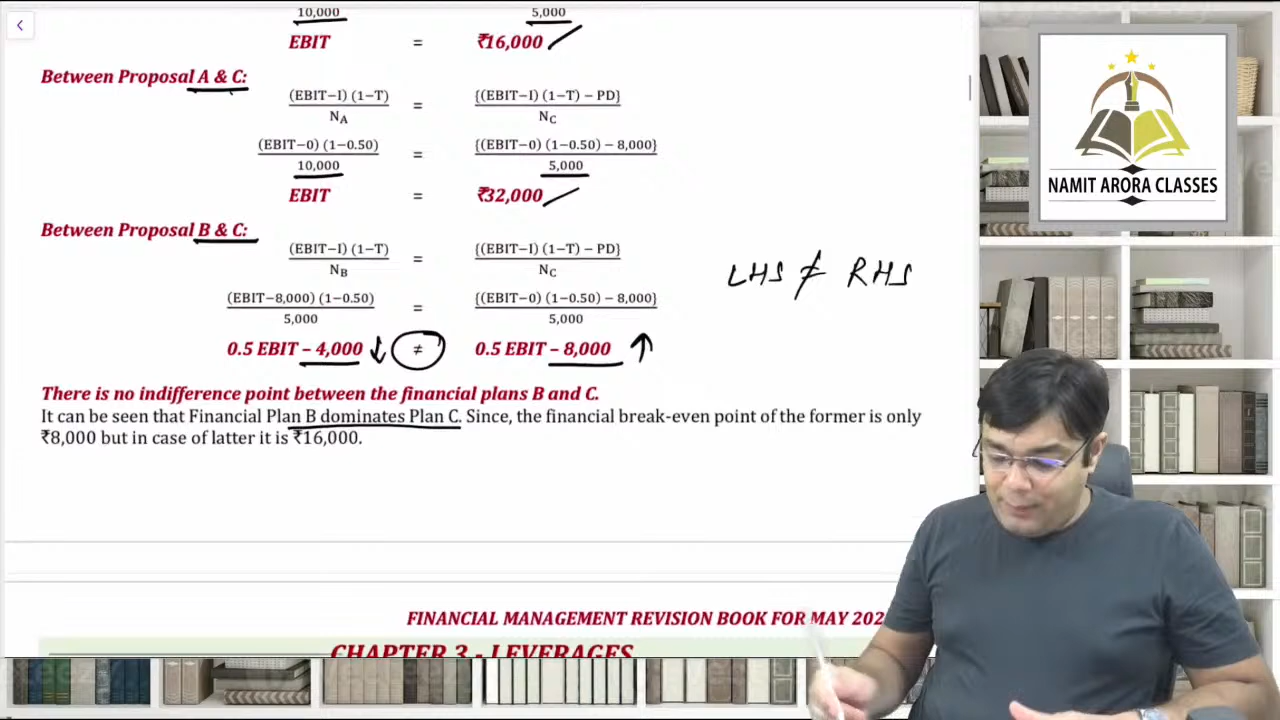 10,000 5,000
EBIT = ₹16,000
Between Proposal A & C:
(EBIT−I) (1−T) = {(EBIT−I) (1−T) − PD}
N_A N_C
(EBIT−0) (1−0.50) = {(EBIT−0) (1−0.50) − 8,000}
10,000 5,000
EBIT = ₹32,000
Between Proposal B & C:
(EBIT−I) (1−T) = {(EBIT−I) (1−T) − PD}
N_B N_C
(EBIT−8,000) (1−0.50) = {(EBIT−0) (1−0.50) − 8,000}
5,000 5,000
0.5 EBIT − 4,000 ↓ ≠ 0.5 EBIT − 8,000 ↑
LHS ≠ RHS
There is no indifference point between the financial plans B and C.
It can be seen that Financial Plan B dominates Plan C. Since, the financial break-even point of the former is only
₹8,000 but in case of latter it is ₹16,000.
FINANCIAL MANAGEMENT REVISION BOOK FOR MAY 202
CHAPTER 3 - LEVERAGES
NAMIT ARORA CLASSES